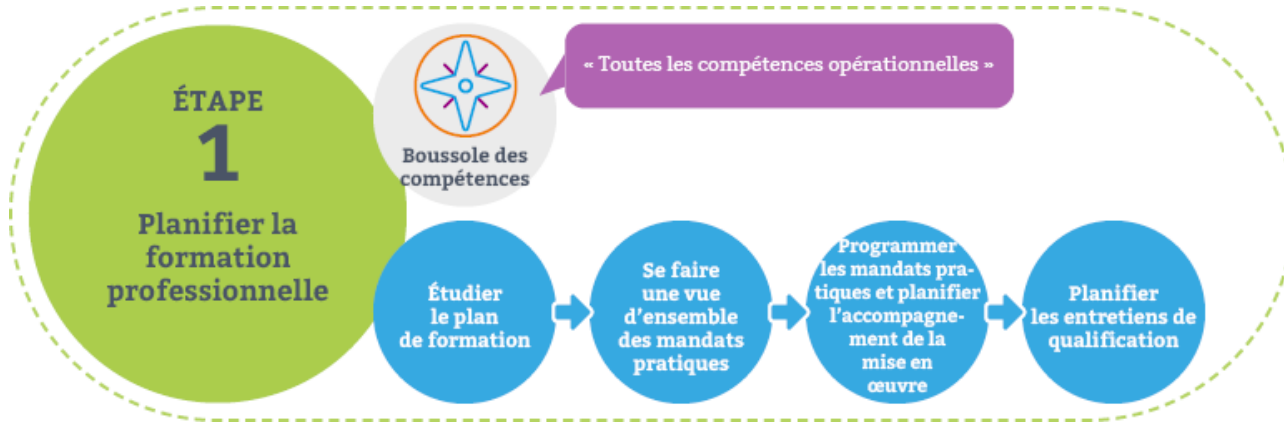 ÉTAPE
1
Planifier la
formation
professionnelle
Boussole des
compétences
« Toutes les compétences opérationnelles »
Étudier
le plan
de formation
Se faire
une vue
d'ensemble
des mandats
pratiques
Programmer
les mandats pra-
tiques et planifier
l'accompagne-
ment de la
mise en
œuvre
Planifier
les entretiens de
qualification